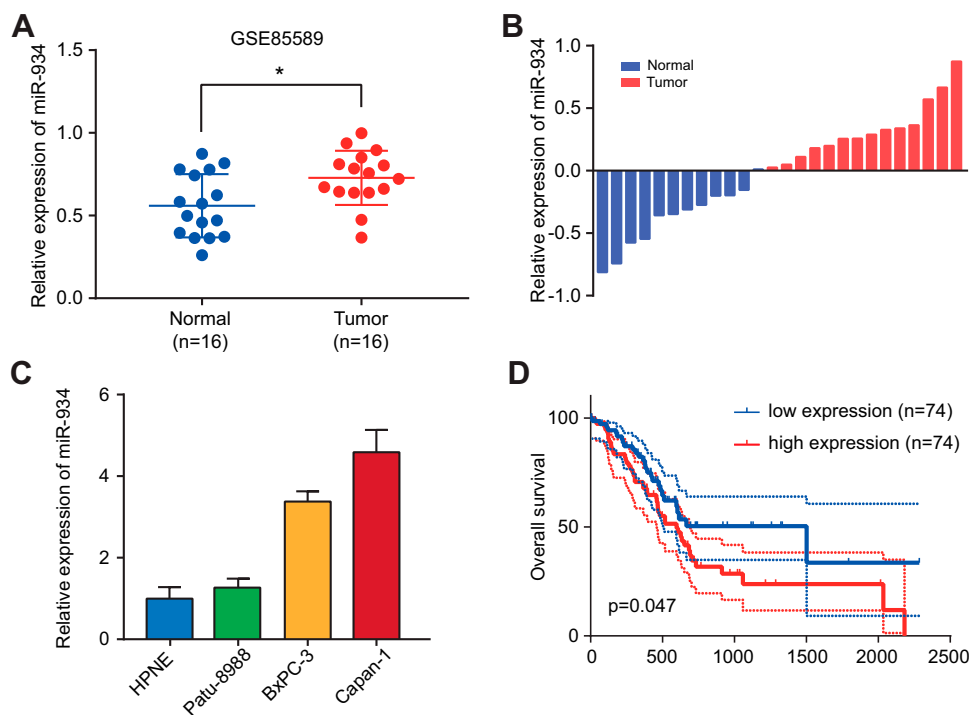 A
GSE85589
*
Relative expression of miR-934
1.5
1.0
0.5
0.0
Normal
(n=16)
Tumor
(n=16)
B
Relative expression of miR-934
1.0
0.5
0.0
-0.5
-1.0
Normal
Tumor
C
Relative expression of miR-934
6
4
2
0
HPNE
Patu-8988
BxPC-3
Capan-1
D
Overall survival
100
50
0
low expression (n=74)
high expression (n=74)
p=0.047
0 500 1000 1500 2000 2500